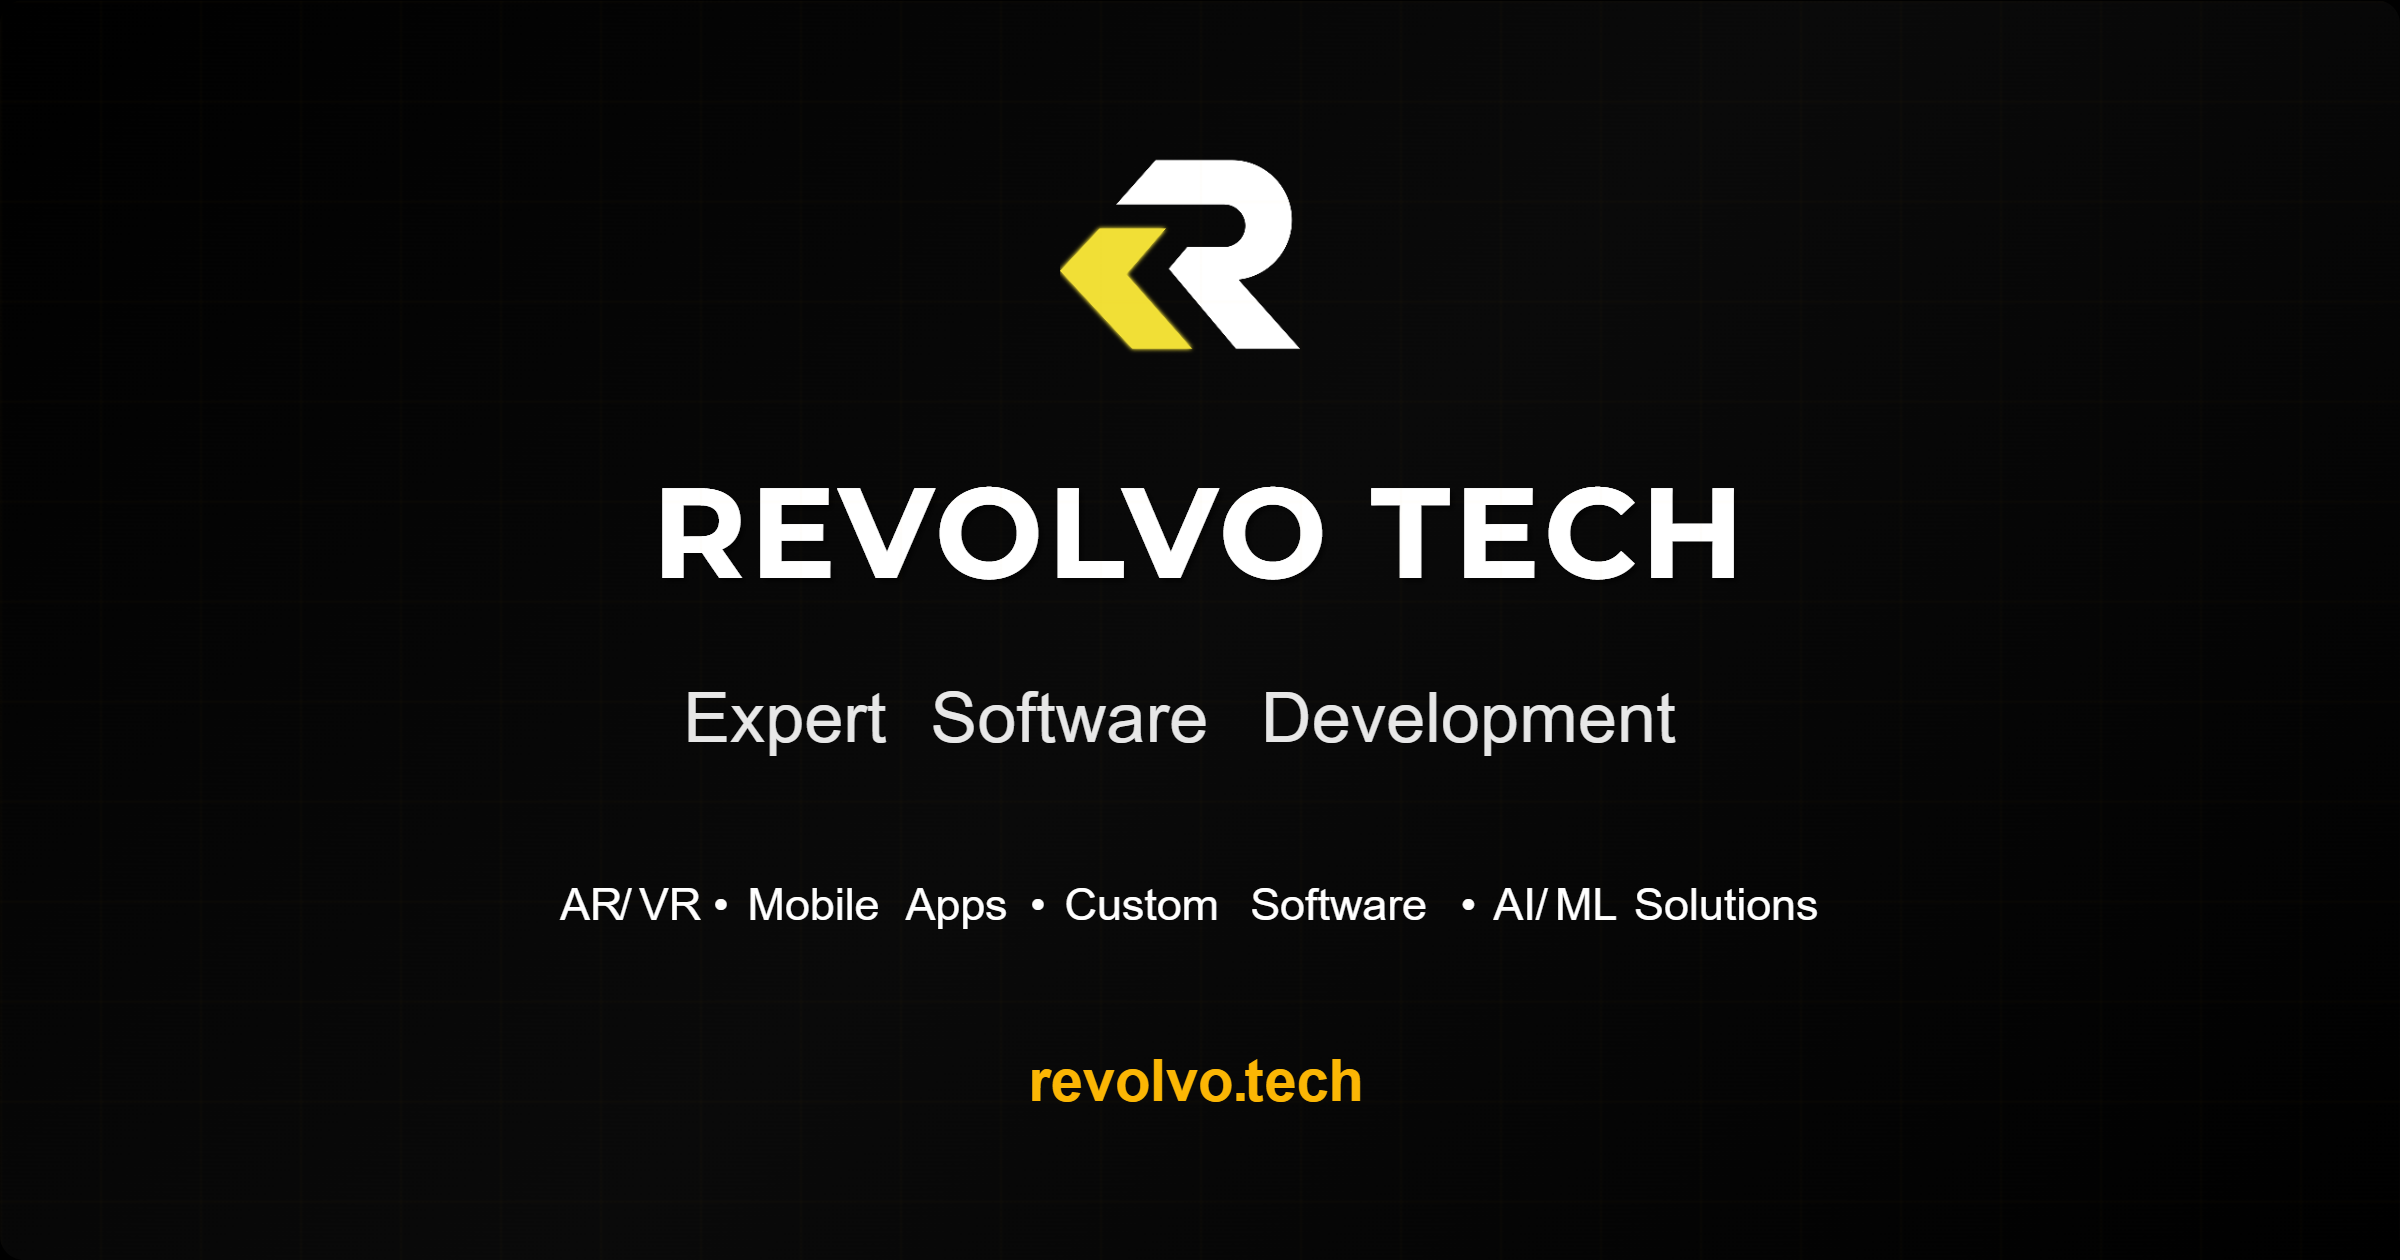 REVOLVO TECH
Expert Software Development
AR/VR • Mobile Apps • Custom Software • AI/ML Solutions
revolvo.tech